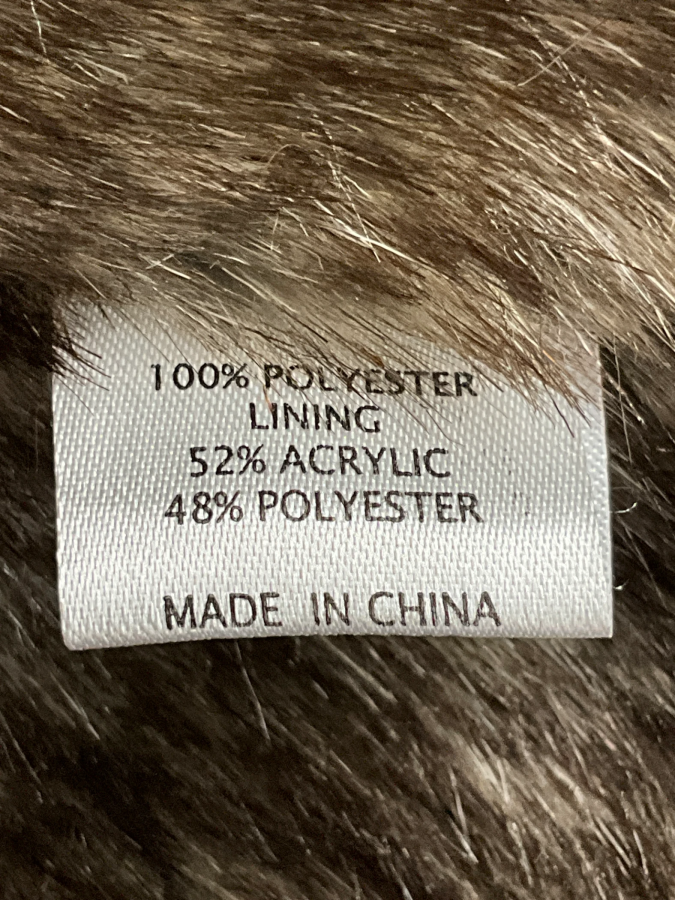 100% POLYESTER
LINING
52% ACRYLIC
48% POLYESTER
MADE IN CHINA